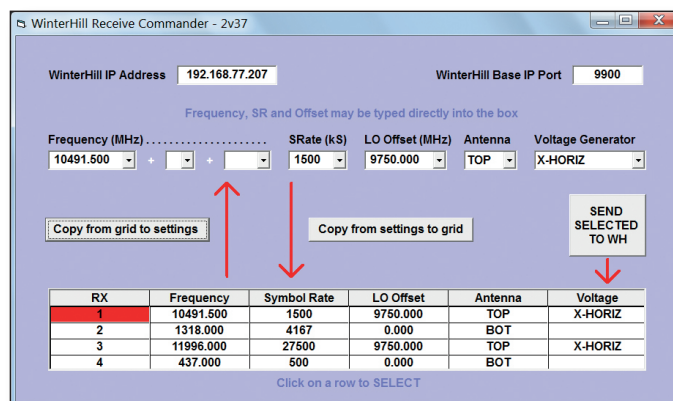 WinterHill Receive Commander - 2v37
WinterHill IP Address 192.168.77.207 WinterHill Base IP Port 9900
Frequency, SR and Offset may be typed directly into the box
Frequency (MHz) . . . . . . . . . . . . . . . . . . . . SRate (kS) LO Offset (MHz) Antenna Voltage Generator
10491.500 + + 1500 9750.000 TOP X-HORIZ
Copy from grid to settings Copy from settings to grid
SEND
SELECTED
TO WH
RX Frequency Symbol Rate LO Offset Antenna Voltage
1 10491.500 1500 9750.000 TOP X-HORIZ
2 1318.000 4167 0.000 BOT
3 11996.000 27500 9750.000 TOP X-HORIZ
4 437.000 500 0.000 BOT
Click on a row to SELECT